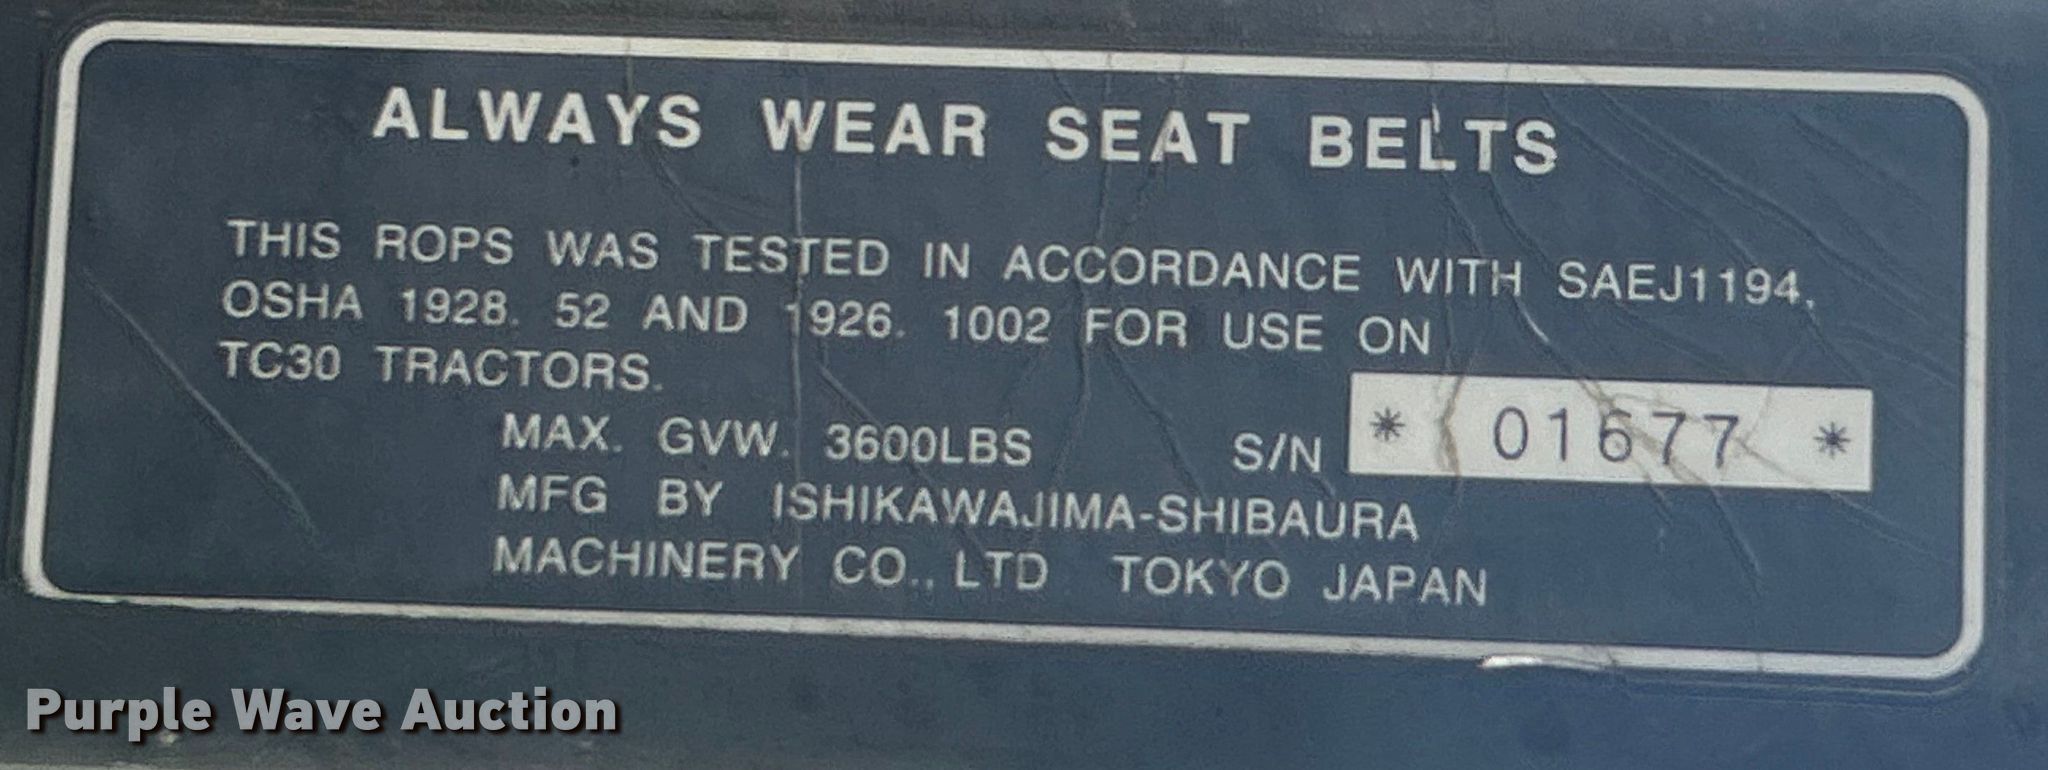 ALWAYS WEAR SEAT BELTS
THIS ROPS WAS TESTED IN ACCORDANCE WITH SAEJ1194,
OSHA 1928. 52 AND 1926. 1002 FOR USE ON
TC30 TRACTORS.
MAX. GVW. 3600LBS S/N * 01677 *
MFG BY ISHIKAWAJIMA-SHIBAURA
MACHINERY CO., LTD TOKYO JAPAN
Purple Wave Auction